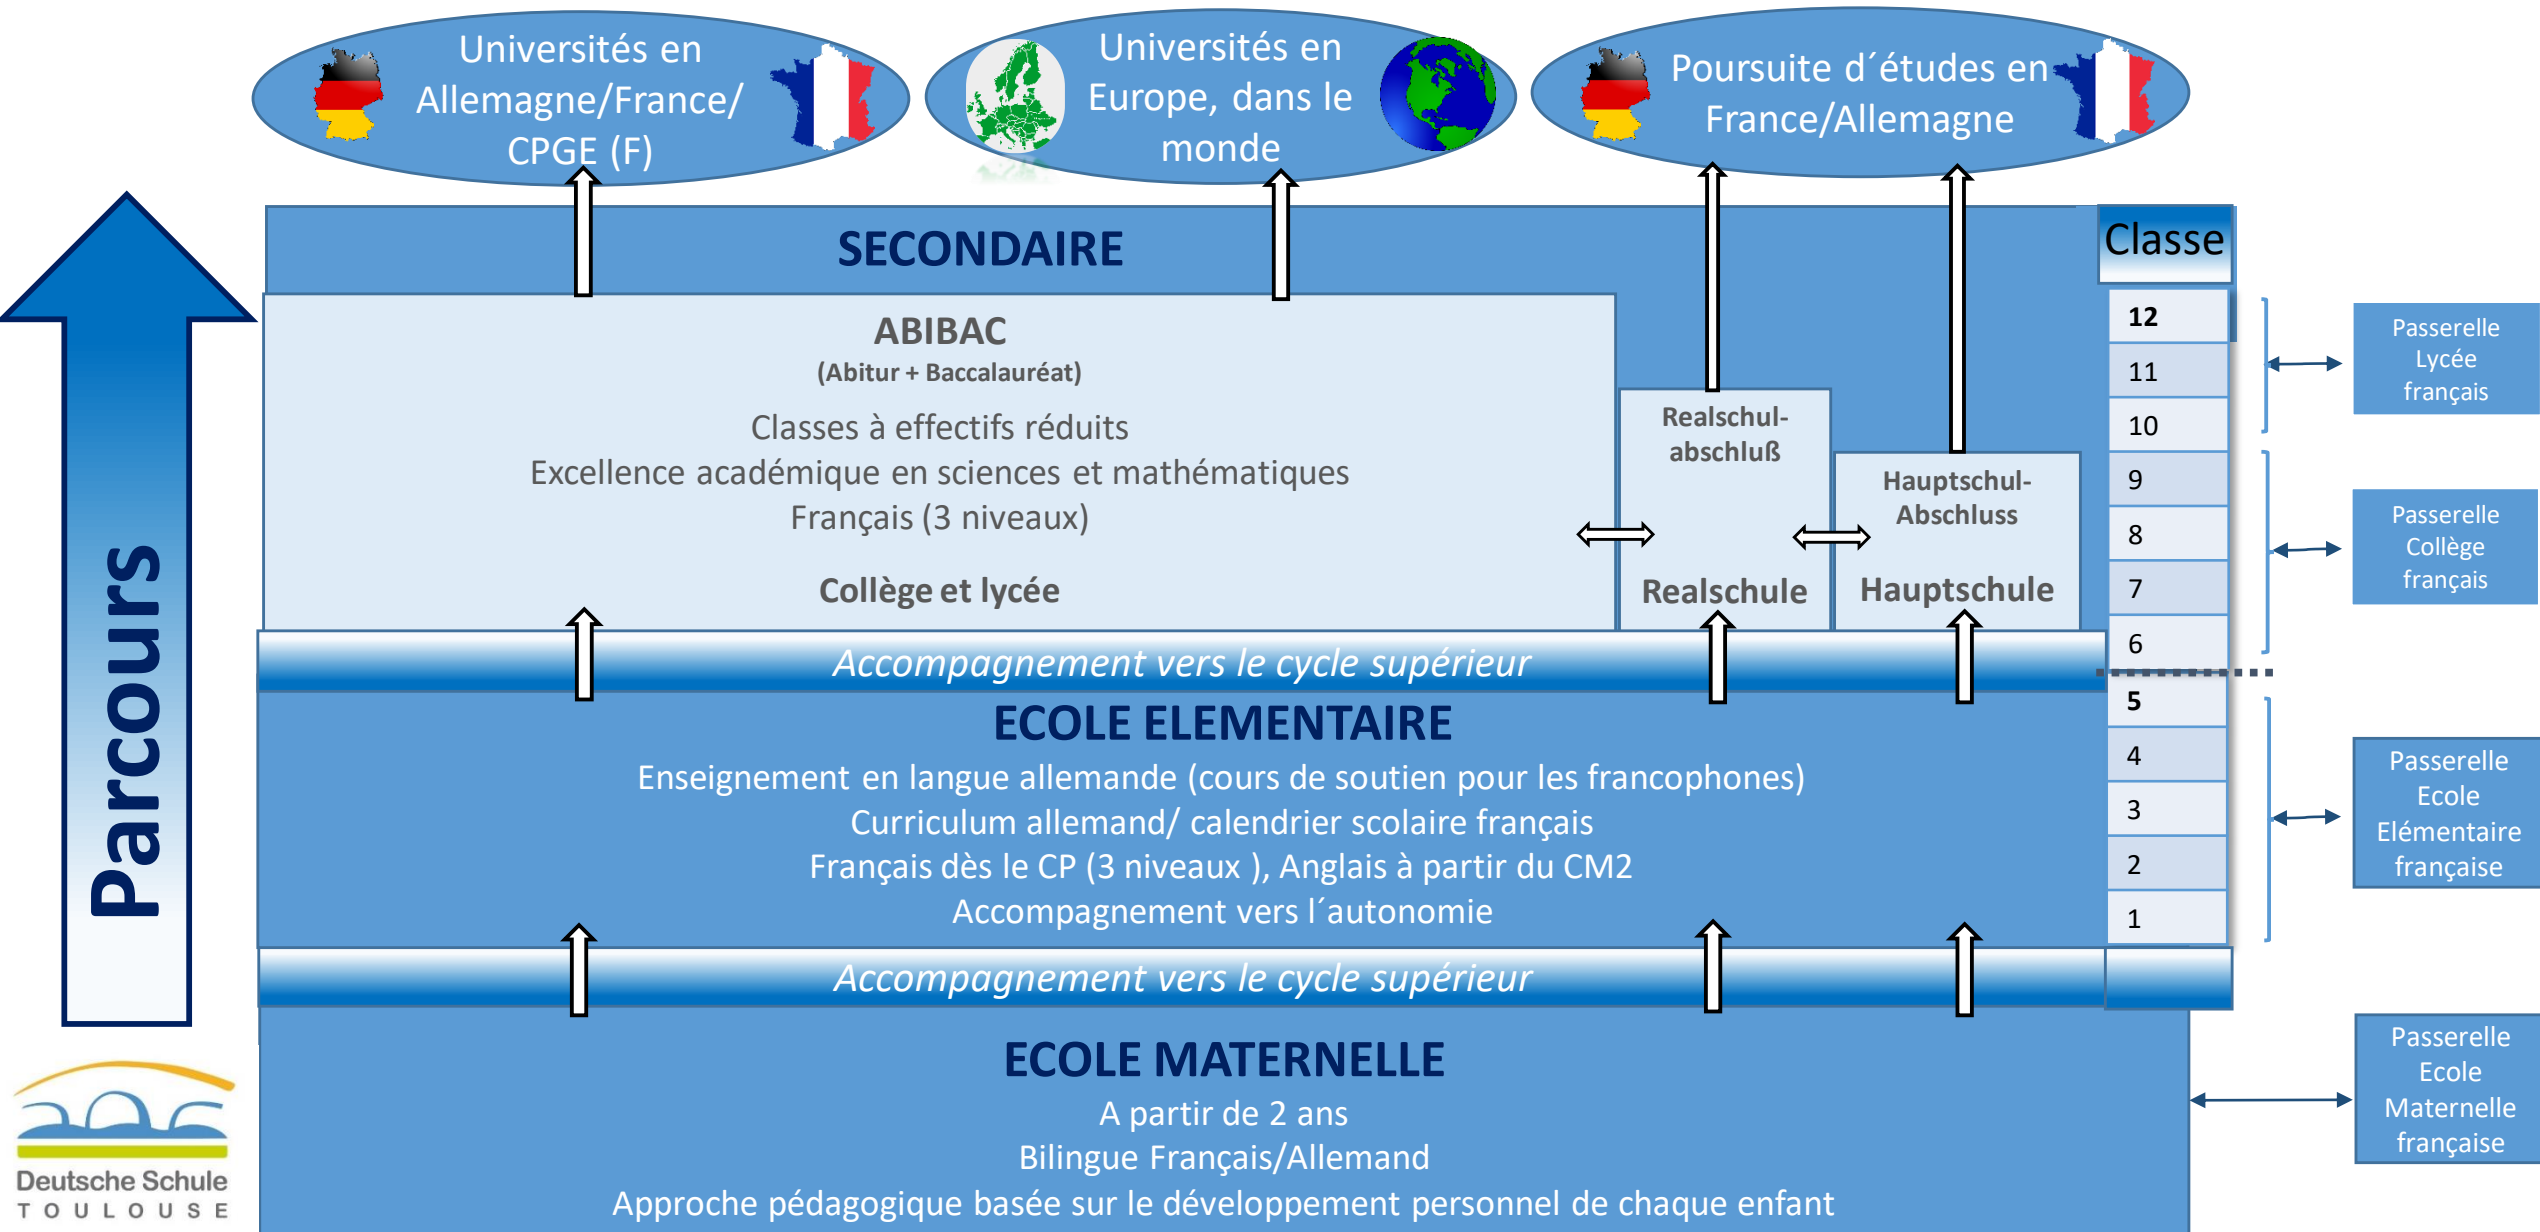 Universités en
Allemagne/France/
CPGE (F)
Universités en
Europe, dans le
monde
Poursuite d´études en
France/Allemagne
Parcours
SECONDAIRE
ABIBAC
(Abitur + Baccalauréat)
Classes à effectifs réduits
Excellence académique en sciences et mathématiques
Français (3 niveaux)
Collège et lycée
Realschul-
abschluß
Realschule
Hauptschul-
Abschluss
Hauptschule
Accompagnement vers le cycle supérieur
ECOLE ELEMENTAIRE
Enseignement en langue allemande (cours de soutien pour les francophones)
Curriculum allemand/ calendrier scolaire français
Français dès le CP (3 niveaux ), Anglais à partir du CM2
Accompagnement vers l´autonomie
Accompagnement vers le cycle supérieur
ECOLE MATERNELLE
A partir de 2 ans
Bilingue Français/Allemand
Approche pédagogique basée sur le développement personnel de chaque enfant
Classe
12
11
10
9
8
7
6
5
4
3
2
1
Passerelle
Lycée
français
Passerelle
Collège
français
Passerelle
Ecole
Elémentaire
française
Passerelle
Ecole
Maternelle
française
Deutsche Schule
TOULOUSE